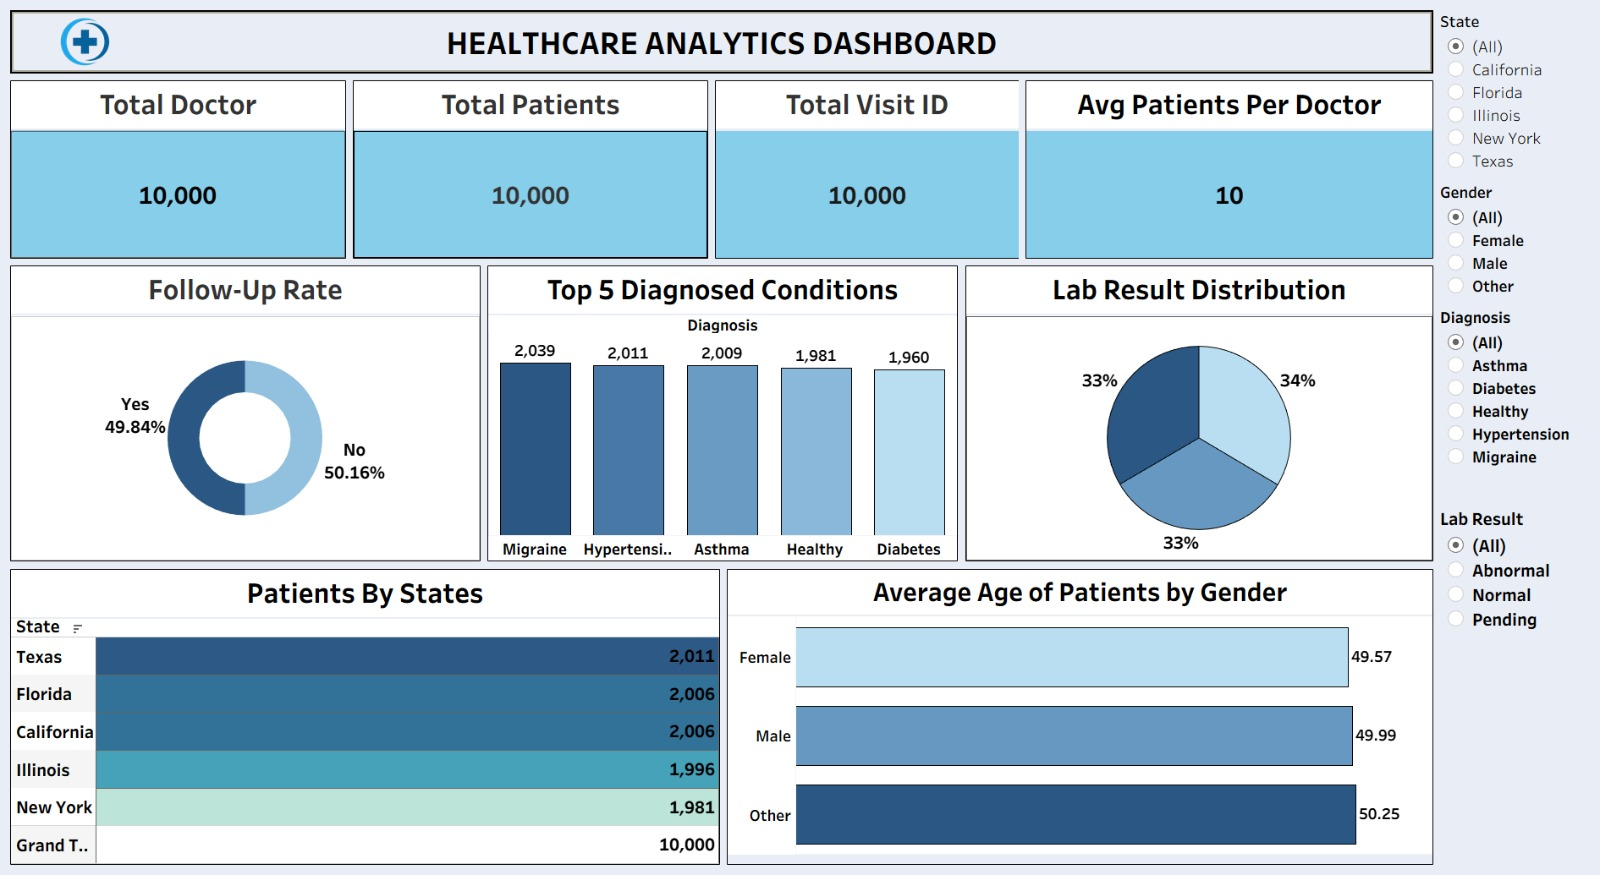 HEALTHCARE ANALYTICS DASHBOARD
Total Doctor
10,000
Total Patients
10,000
Total Visit ID
10,000
Avg Patients Per Doctor
10
Follow-Up Rate
Yes
49.84%
No
50.16%
Top 5 Diagnosed Conditions
Diagnosis
2,039 2,011 2,009 1,981 1,960
Migraine Hypertensi.. Asthma Healthy Diabetes
Lab Result Distribution
33% 34%
33%
Patients By States
State
Texas 2,011
Florida 2,006
California 2,006
Illinois 1,996
New York 1,981
Grand T.. 10,000
Average Age of Patients by Gender
Female 49.57
Male 49.99
Other 50.25
State
(All)
California
Florida
Illinois
New York
Texas
Gender
(All)
Female
Male
Other
Diagnosis
(All)
Asthma
Diabetes
Healthy
Hypertension
Migraine
Lab Result
(All)
Abnormal
Normal
Pending